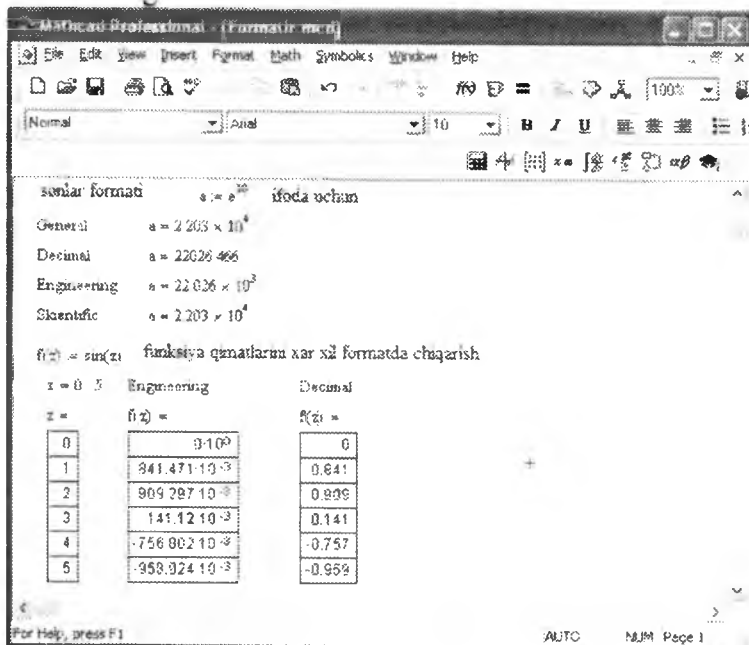 Mathcad Professional - [Formatir mcd]
File Edit View Insert Format Math Symbolics Window Help
100%
Normal Arial 10 B I U
sonlar formati a := e^10 ifoda uchun
General a = 2.203 × 10^4
Decimal a = 22026.466
Engineering a = 22.026 × 10^3
Skientific a = 2.203 × 10^4
f(z) := sin(z) funksiya qimatlarini xar xil formatda chiqarish
z = 0 .. 5 Engineering Decimal
z = f(z) = f(z) =
0 0·10^0 0
1 841.471·10^-3 0.841
2 909.297·10^-3 0.909
3 141.12·10^-3 0.141
4 -756.802·10^-3 -0.757
5 -958.924·10^-3 -0.959
For Help, press F1 AUTO NUM Page 1